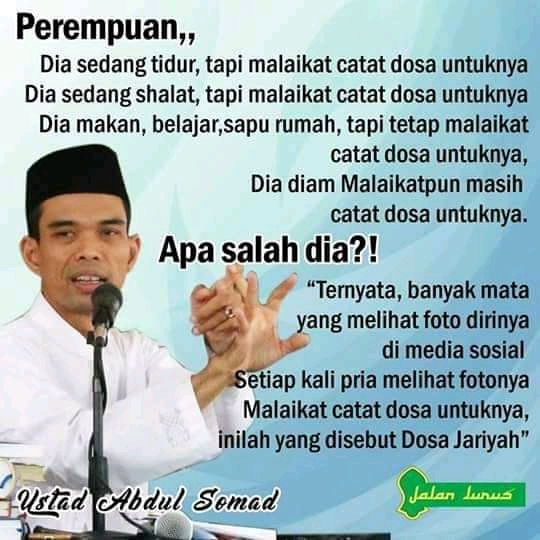 Perempuan,,
Dia sedang tidur, tapi malaikat catat dosa untuknya
Dia sedang shalat, tapi malaikat catat dosa untuknya
Dia makan, belajar,sapu rumah, tapi tetap malaikat
catat dosa untuknya,
Dia diam Malaikatpun masih
catat dosa untuknya.
Apa salah dia?!
“Ternyata, banyak mata
yang melihat foto dirinya
di media sosial
Setiap kali pria melihat fotonya
Malaikat catat dosa untuknya,
inilah yang disebut Dosa Jariyah”
Ustad Abdul Somad
Jalan Lurus